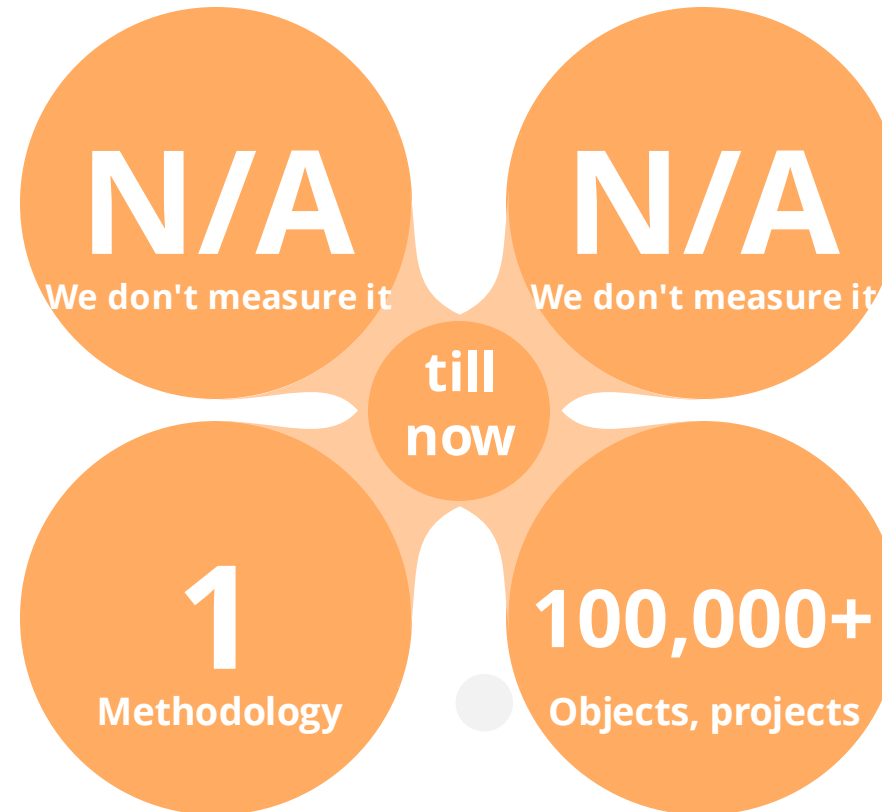 N/A
We don't measure it
N/A
We don't measure it
till
now
1
Methodology
100,000+
Objects, projects